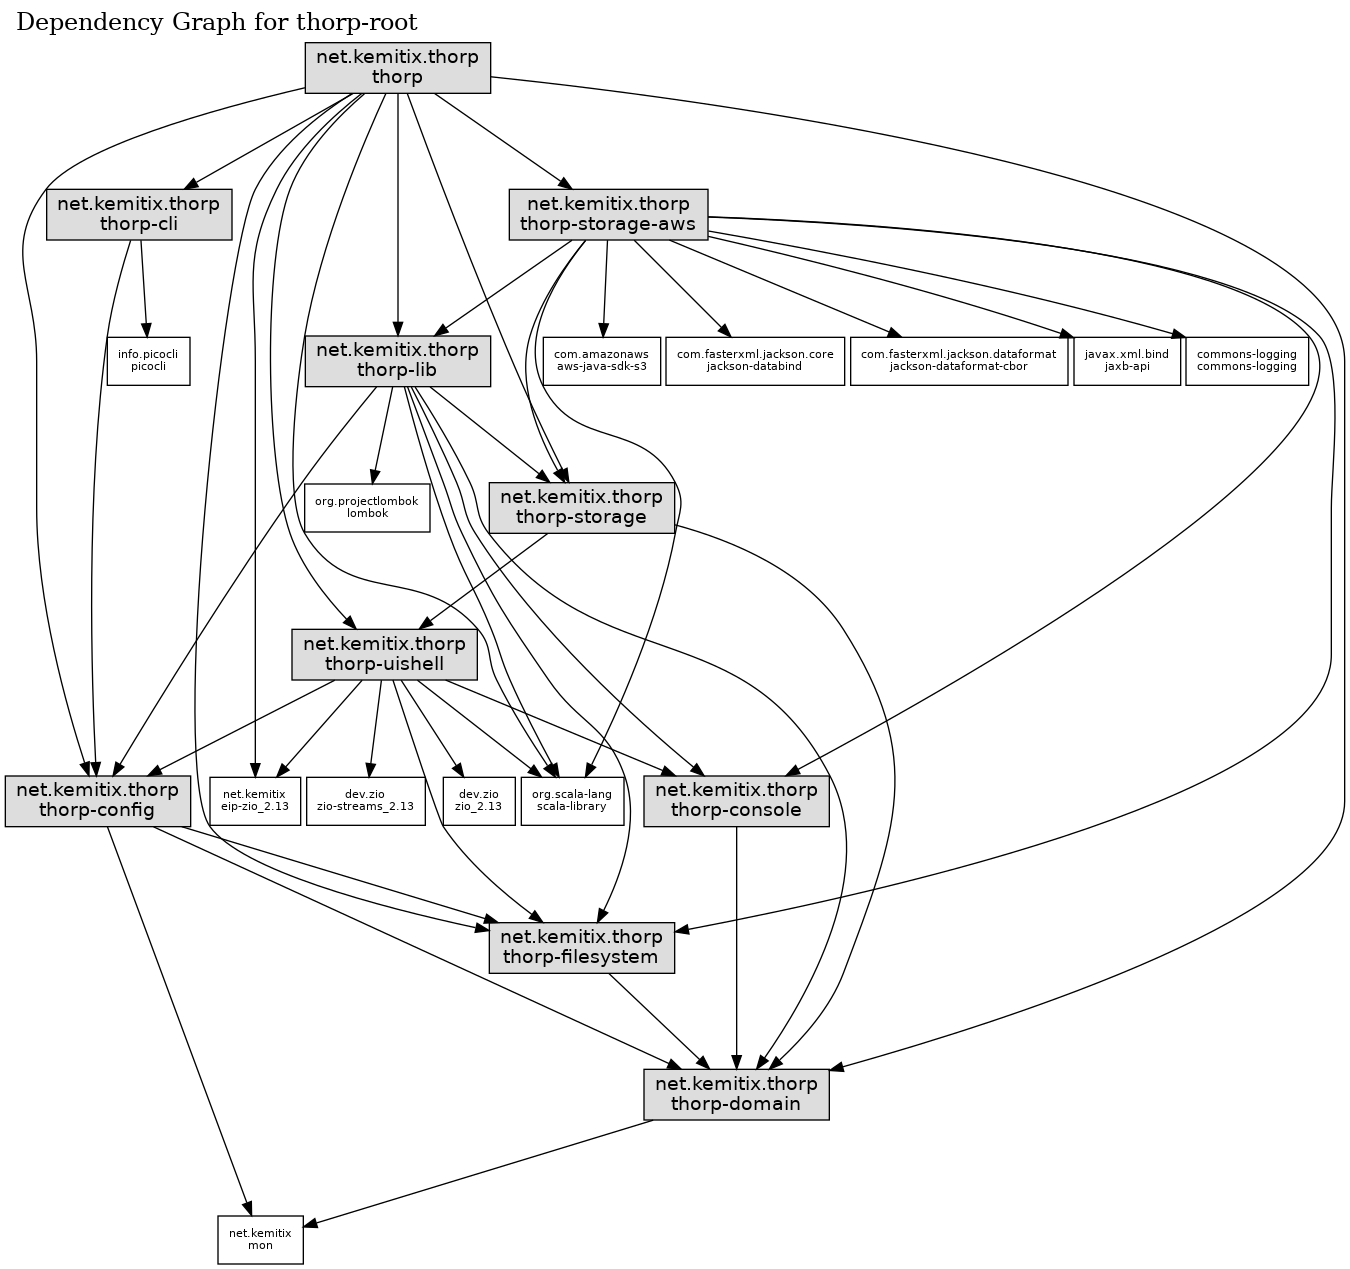 Dependency Graph for thorp-root
net.kemitix.thorp
thorp
net.kemitix.thorp
thorp-cli
net.kemitix.thorp
thorp-storage-aws
info.picocli
picocli
net.kemitix.thorp
thorp-lib
com.amazonaws
aws-java-sdk-s3
com.fasterxml.jackson.core
jackson-databind
com.fasterxml.jackson.dataformat
jackson-dataformat-cbor
javax.xml.bind
jaxb-api
commons-logging
commons-logging
org.projectlombok
lombok
net.kemitix.thorp
thorp-storage
net.kemitix.thorp
thorp-uishell
net.kemitix.thorp
thorp-config
net.kemitix
eip-zio_2.13
dev.zio
zio-streams_2.13
dev.zio
zio_2.13
org.scala-lang
scala-library
net.kemitix.thorp
thorp-console
net.kemitix.thorp
thorp-filesystem
net.kemitix.thorp
thorp-domain
net.kemitix
mon